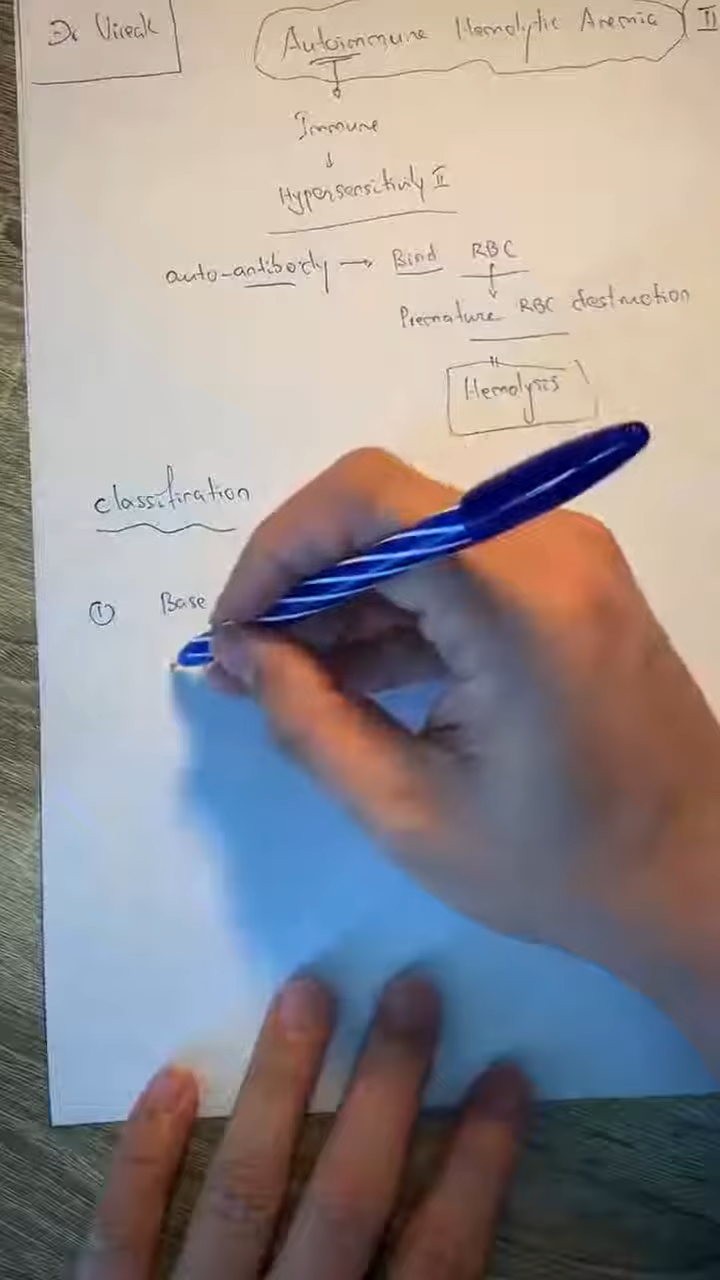 Dr Vireak
Autoimmune Hemolytic Anemia II
Immune
↓
Hypersensitivity II
auto-antibody → Bind RBC
Premature RBC destruction
Hemolysis
classification
① Base